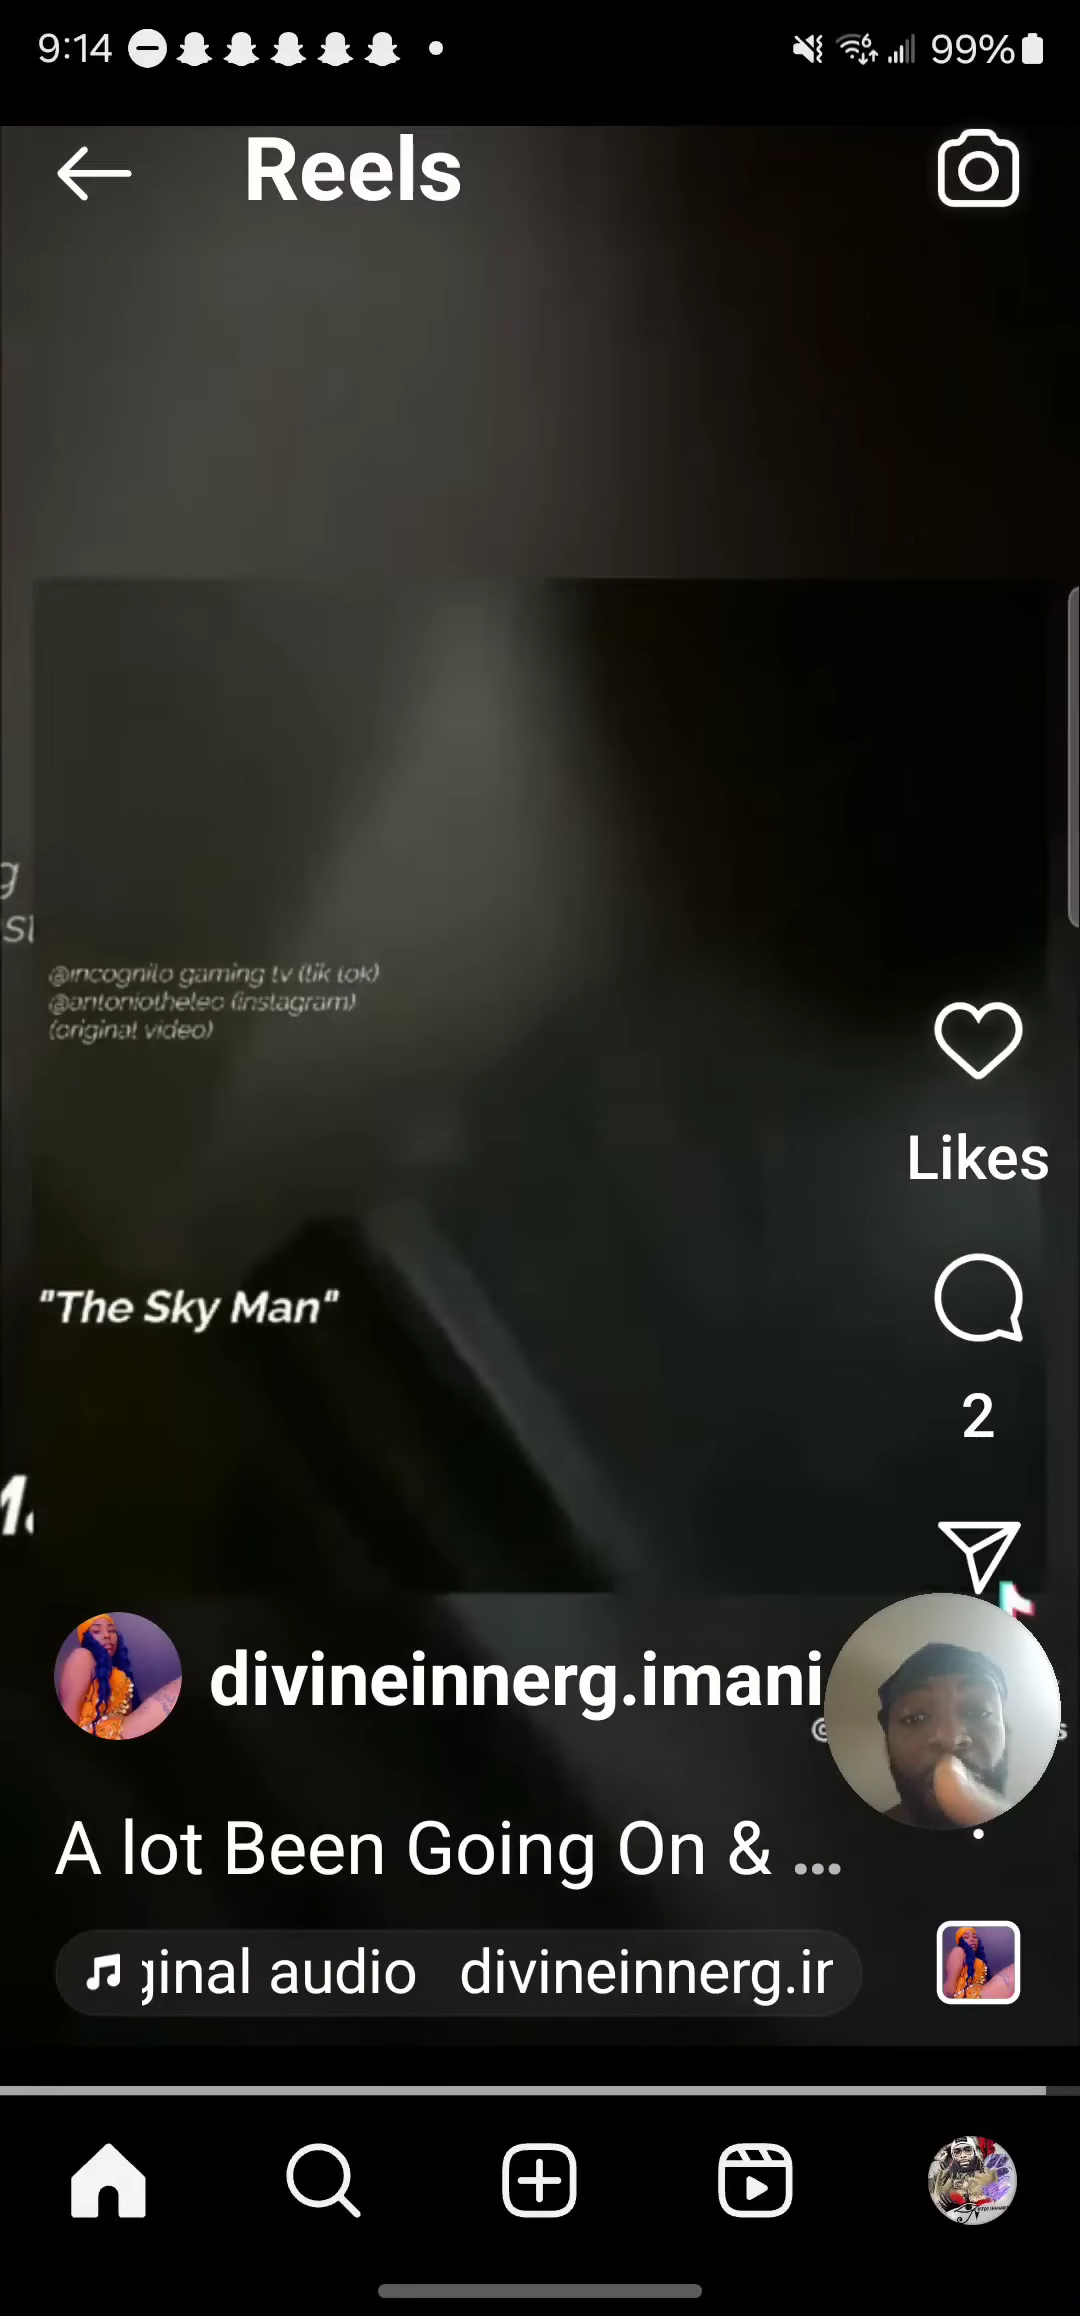 9:14
99%
Reels
g
@incognito gaming tv (tik tok)
@antoniotheleo (instagram)
(original video)
Likes
"The Sky Man"
2
divineinnerg.imani
A lot Been Going On & ...
ginal audio divineinnerg.ir